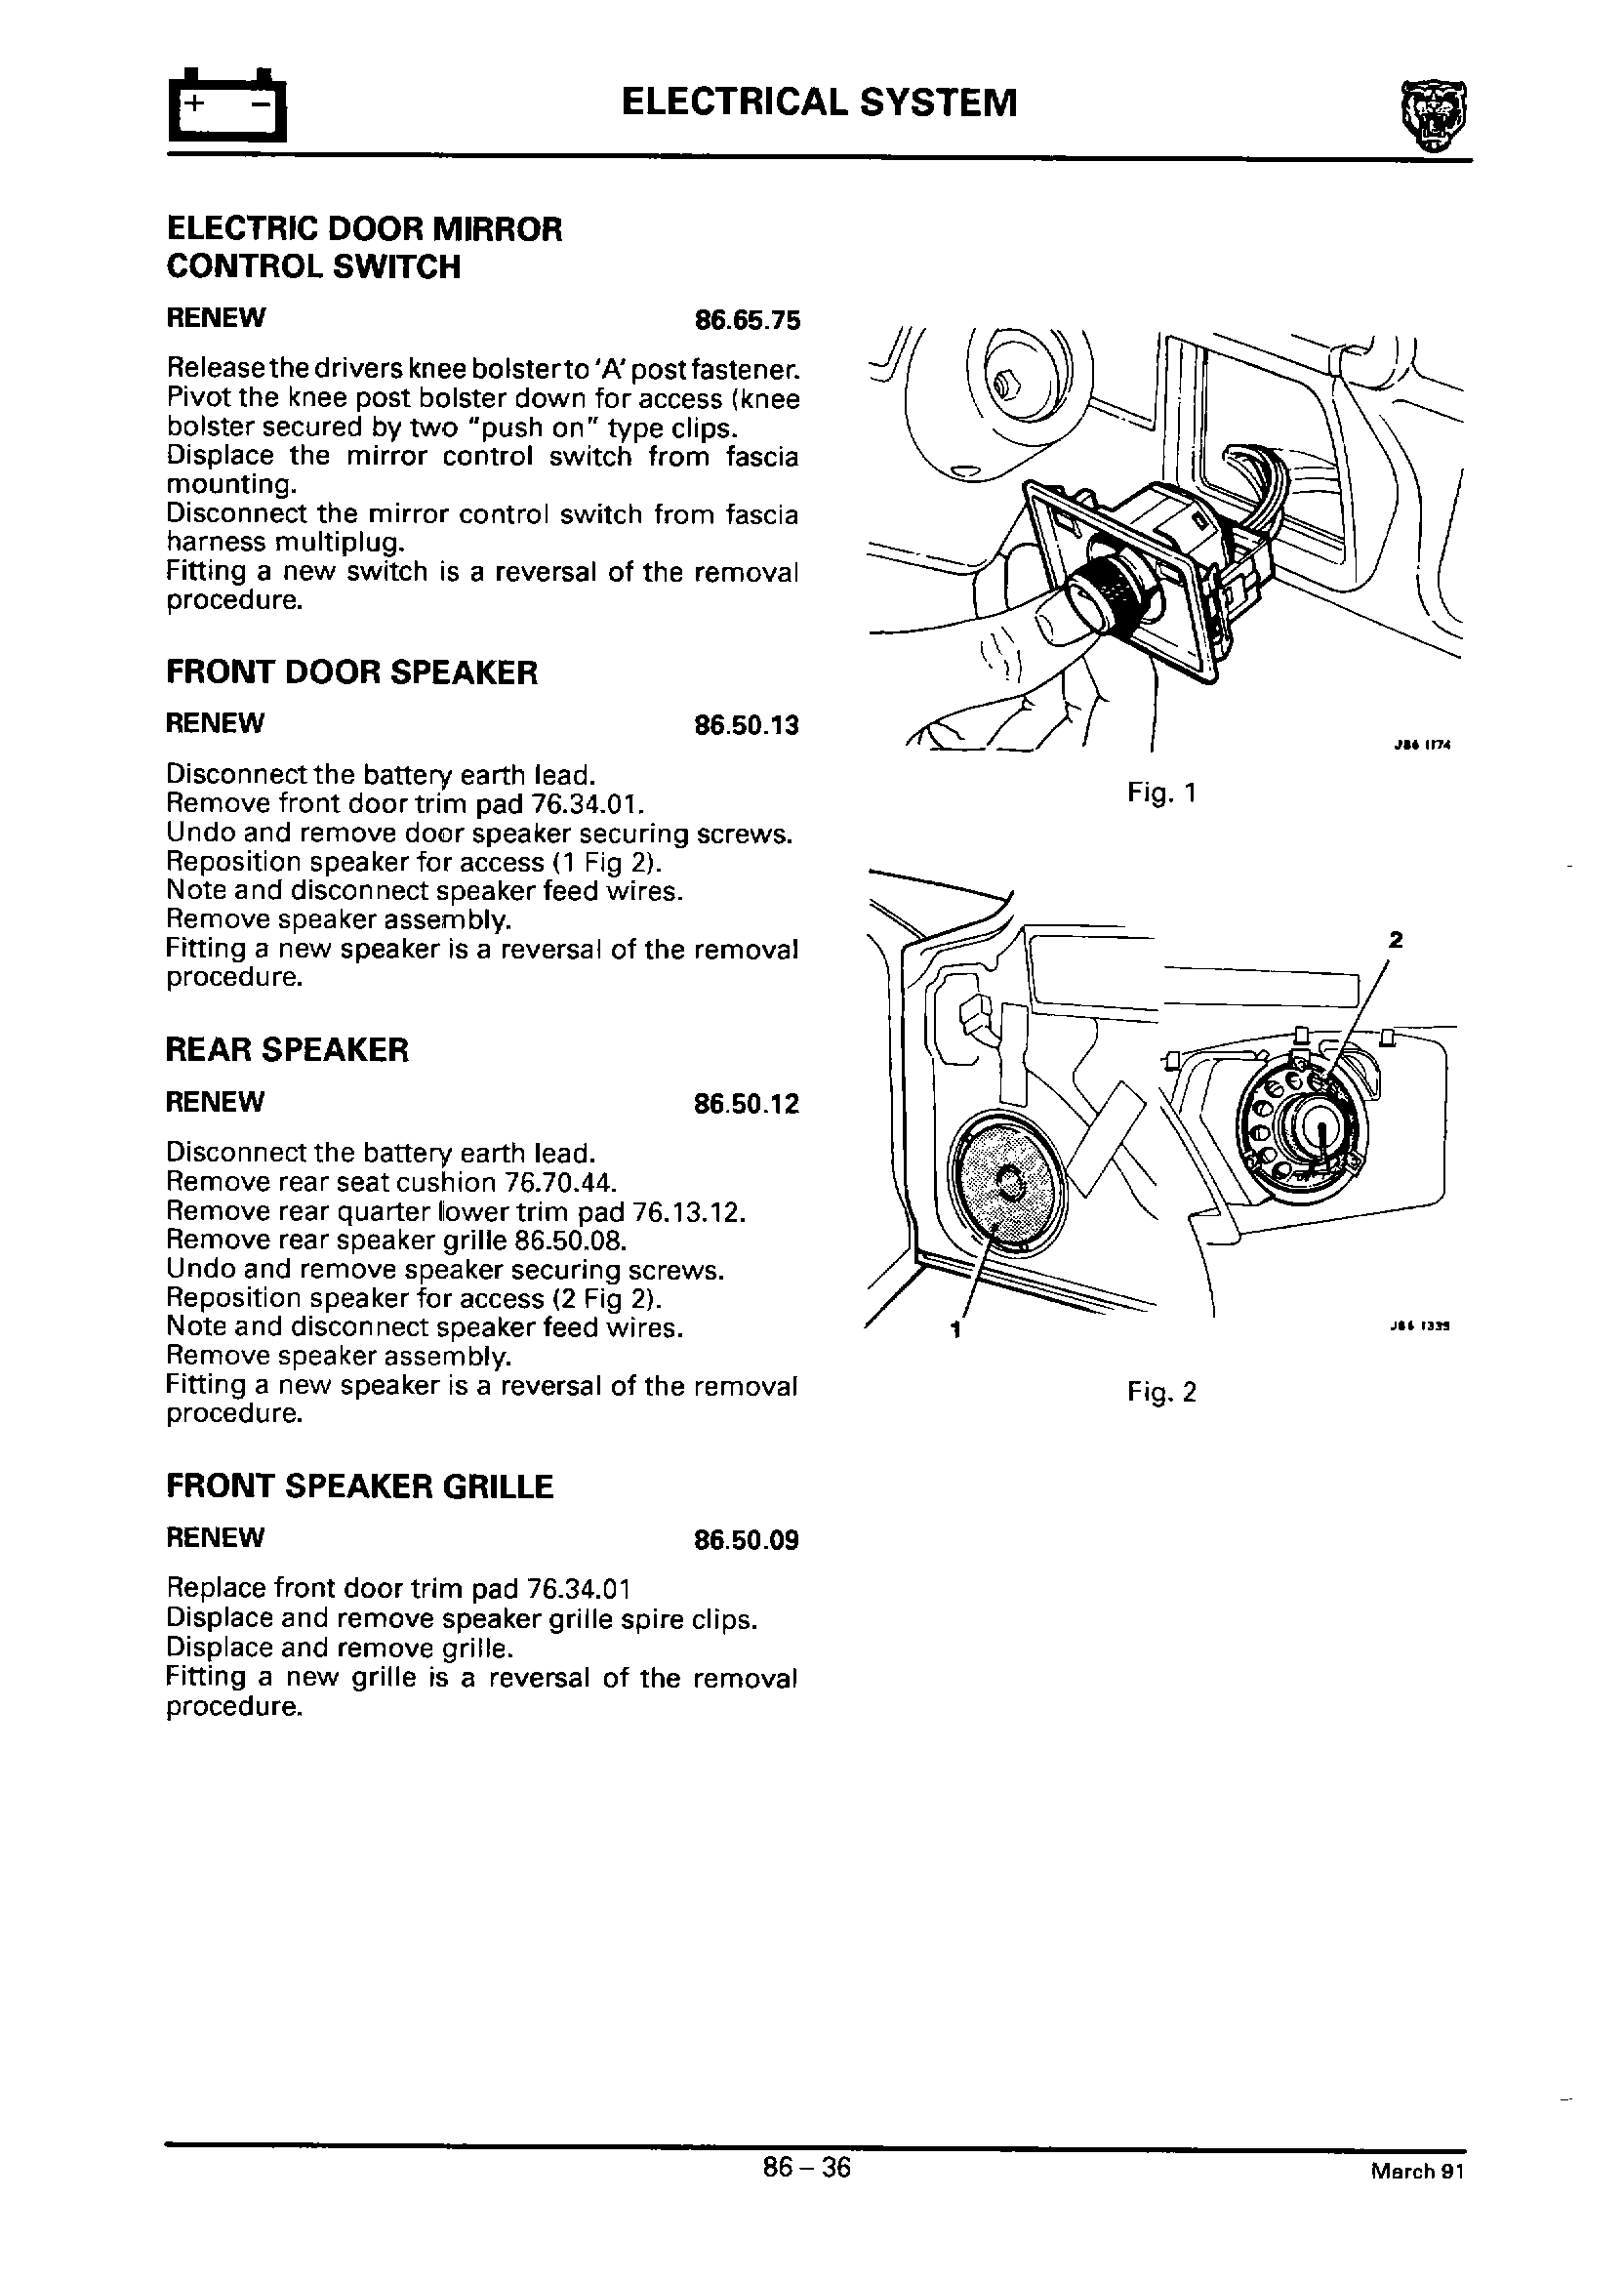 + −
ELECTRICAL SYSTEM
ELECTRIC DOOR MIRROR
CONTROL SWITCH
RENEW 86.65.75
Release the drivers knee bolster to 'A' post fastener.
Pivot the knee post bolster down for access (knee
bolster secured by two "push on" type clips.
Displace the mirror control switch from fascia
mounting.
Disconnect the mirror control switch from fascia
harness multiplug.
Fitting a new switch is a reversal of the removal
procedure.
FRONT DOOR SPEAKER
RENEW 86.50.13
Disconnect the battery earth lead.
Remove front door trim pad 76.34.01.
Undo and remove door speaker securing screws.
Reposition speaker for access (1 Fig 2).
Note and disconnect speaker feed wires.
Remove speaker assembly.
Fitting a new speaker is a reversal of the removal
procedure.
REAR SPEAKER
RENEW 86.50.12
Disconnect the battery earth lead.
Remove rear seat cushion 76.70.44.
Remove rear quarter lower trim pad 76.13.12.
Remove rear speaker grille 86.50.08.
Undo and remove speaker securing screws.
Reposition speaker for access (2 Fig 2).
Note and disconnect speaker feed wires.
Remove speaker assembly.
Fitting a new speaker is a reversal of the removal
procedure.
FRONT SPEAKER GRILLE
RENEW 86.50.09
Replace front door trim pad 76.34.01
Displace and remove speaker grille spire clips.
Displace and remove grille.
Fitting a new grille is a reversal of the removal
procedure.
J86 1174
Fig. 1
2
1
J86 1339
Fig. 2
86 – 36
March 91